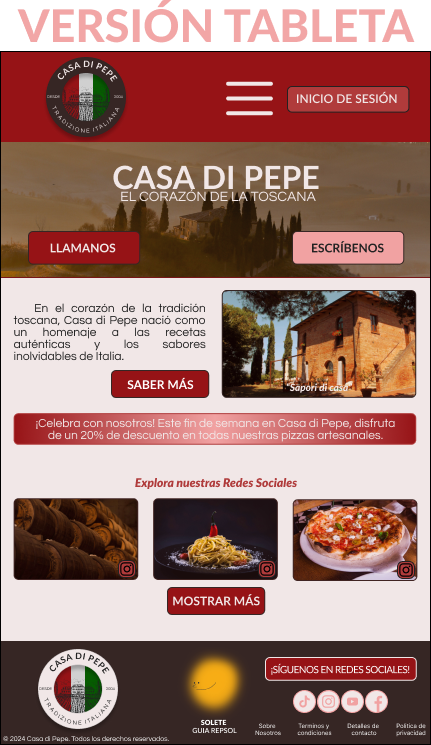 VERSIÓN TABLETA
CASA DI PEPE
DESDE 2024
TRADIZIONE ITALIANA
INICIO DE SESIÓN
CASA DI PEPE
EL CORAZÓN DE LA TOSCANA
LLAMANOS
ESCRÍBENOS
En el corazón de la tradición
toscana, Casa di Pepe nació como
un homenaje a las recetas
auténticas y los sabores
inolvidables de Italia.
SABER MÁS
"Sapori di casa"
¡Celebra con nosotros! Este fin de semana en Casa di Pepe, disfruta
de un 20% de descuento en todas nuestras pizzas artesanales.
Explora nuestras Redes Sociales
MOSTRAR MÁS
CASA DI PEPE
DESDE 2024
TRADIZIONE ITALIANA
SOLETE
GUIA REPSOL
¡SÍGUENOS EN REDES SOCIALES!
Sobre
Nosotros
Terminos y
condiciones
Detalles de
contacto
Política de
privacidad
© 2024 Casa di Pepe. Todos los derechos reservados.